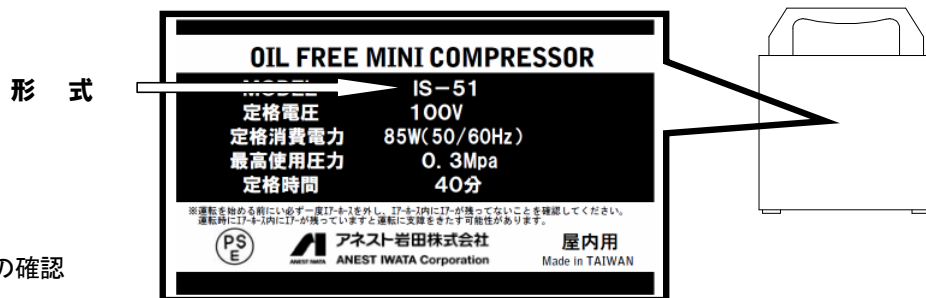 OIL FREE MINI COMPRESSOR
形 式
MODEL IS-51
定格電圧 100V
定格消費電力 85W(50/60Hz)
最高使用圧力 0. 3Mpa
定格時間 40分
※運転を始める前にい必ず一度エアーホースを外し、エアーホース内にエアーが残ってないことを確認してください。
運転時にエアーホース内にエアーが残っていますと運転に支障をきたす可能性があります。
PS
E
ANEST IWATA
アネスト岩田株式会社
ANEST IWATA Corporation
屋内用
Made in TAIWAN
の確認